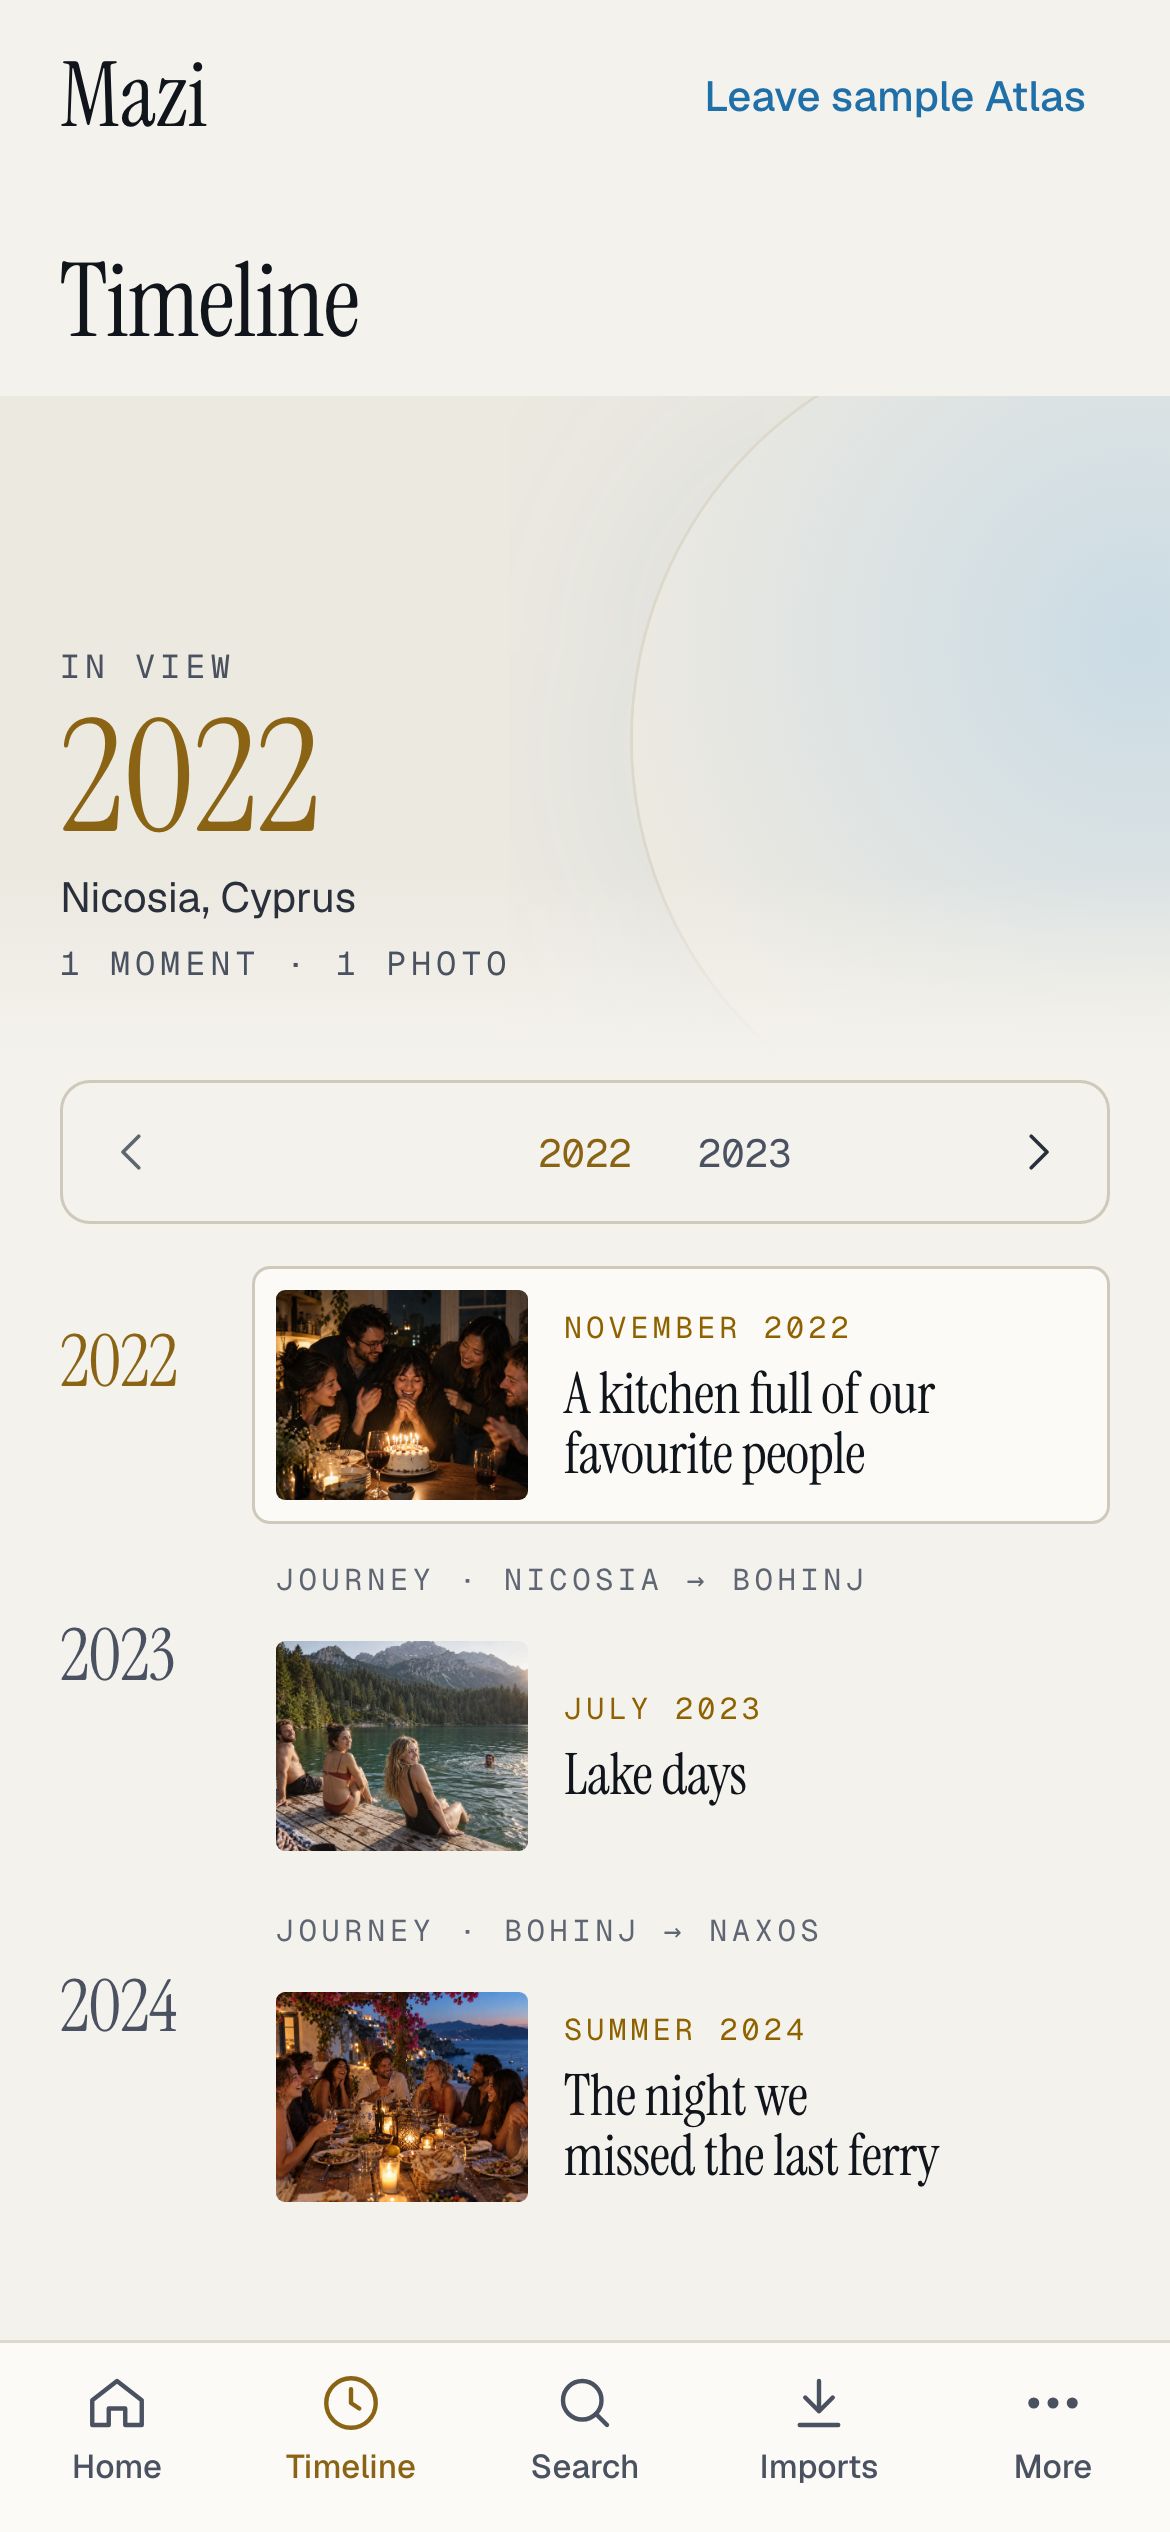 Mazi
Leave sample Atlas
Timeline
IN VIEW
2022
Nicosia, Cyprus
1 MOMENT · 1 PHOTO
2022 2023
2022
NOVEMBER 2022
A kitchen full of our
favourite people
JOURNEY · NICOSIA → BOHINJ
2023
JULY 2023
Lake days
JOURNEY · BOHINJ → NAXOS
2024
SUMMER 2024
The night we
missed the last ferry
Home Timeline Search Imports More